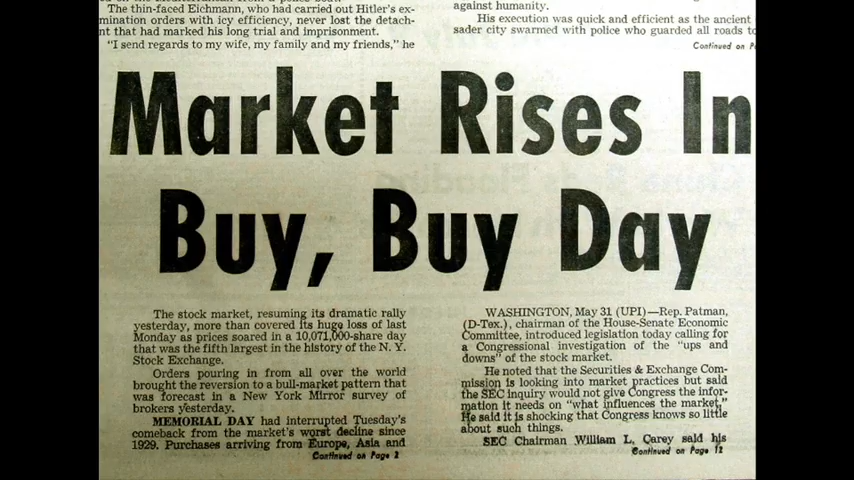 The thin-faced Eichmann, who had carried out Hitler's ex-
mination orders with icy efficiency, never lost the detach-
nt that had marked his long trial and imprisonment.
"I send regards to my wife, my family and my friends," he
against humanity.
His execution was quick and efficient as the ancient
sader city swarmed with police who guarded all roads to
Continued on
Market Rises In
Buy, Buy Day
The stock market, resuming its dramatic rally
yesterday, more than covered its huge loss of last
Monday as prices soared in a 10,071,000-share day
that was the fifth largest in the history of the N. Y.
Stock Exchange.
Orders pouring in from all over the world
brought the reversion to a bull-market pattern that
was forecast in a New York Mirror survey of
brokers yesterday.
MEMORIAL DAY had interrupted Tuesday's
comeback from the market's worst decline since
1929. Purchases arriving from Europe, Asia and
Continued on Page 2
WASHINGTON, May 31 (UPI)—Rep. Patman,
(D-Tex.), chairman of the House-Senate Economic
Committee, introduced legislation today calling for
a Congressional investigation of the "ups and
downs" of the stock market.
He noted that the Securities & Exchange Com-
mission is looking into market practices but said
the SEC inquiry would not give Congress the infor-
mation it needs on "what influences the market."
He said it is shocking that Congress knows so little
about such things.
SEC Chairman William L. Carey said his
Continued on Page 12